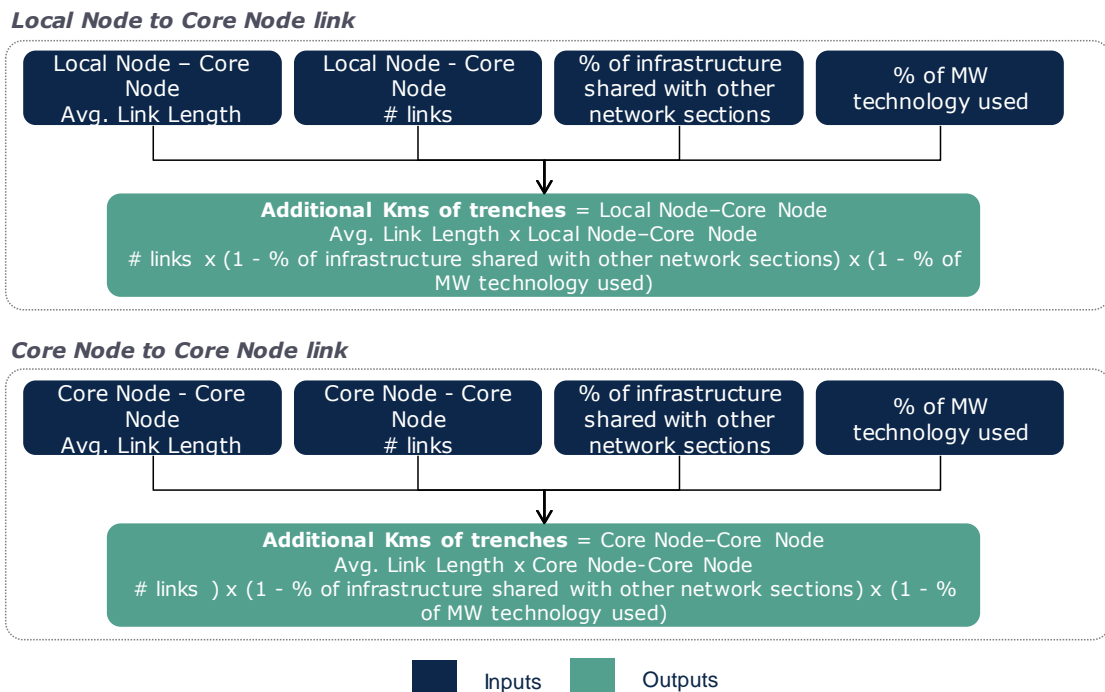 Local Node to Core Node link
Local Node – Core
Node
Avg. Link Length
Local Node - Core
Node
# links
% of infrastructure
shared with other
network sections
% of MW
technology used
Additional Kms of trenches = Local Node–Core Node
Avg. Link Length x Local Node–Core Node
# links x (1 - % of infrastructure shared with other network sections) x (1 - % of
MW technology used)
Core Node to Core Node link
Core Node - Core
Node
Avg. Link Length
Core Node - Core
Node
# links
% of infrastructure
shared with other
network sections
% of MW
technology used
Additional Kms of trenches = Core Node–Core Node
Avg. Link Length x Core Node-Core Node
# links ) x (1 - % of infrastructure shared with other network sections) x (1 - %
of MW technology used)
Inputs
Outputs